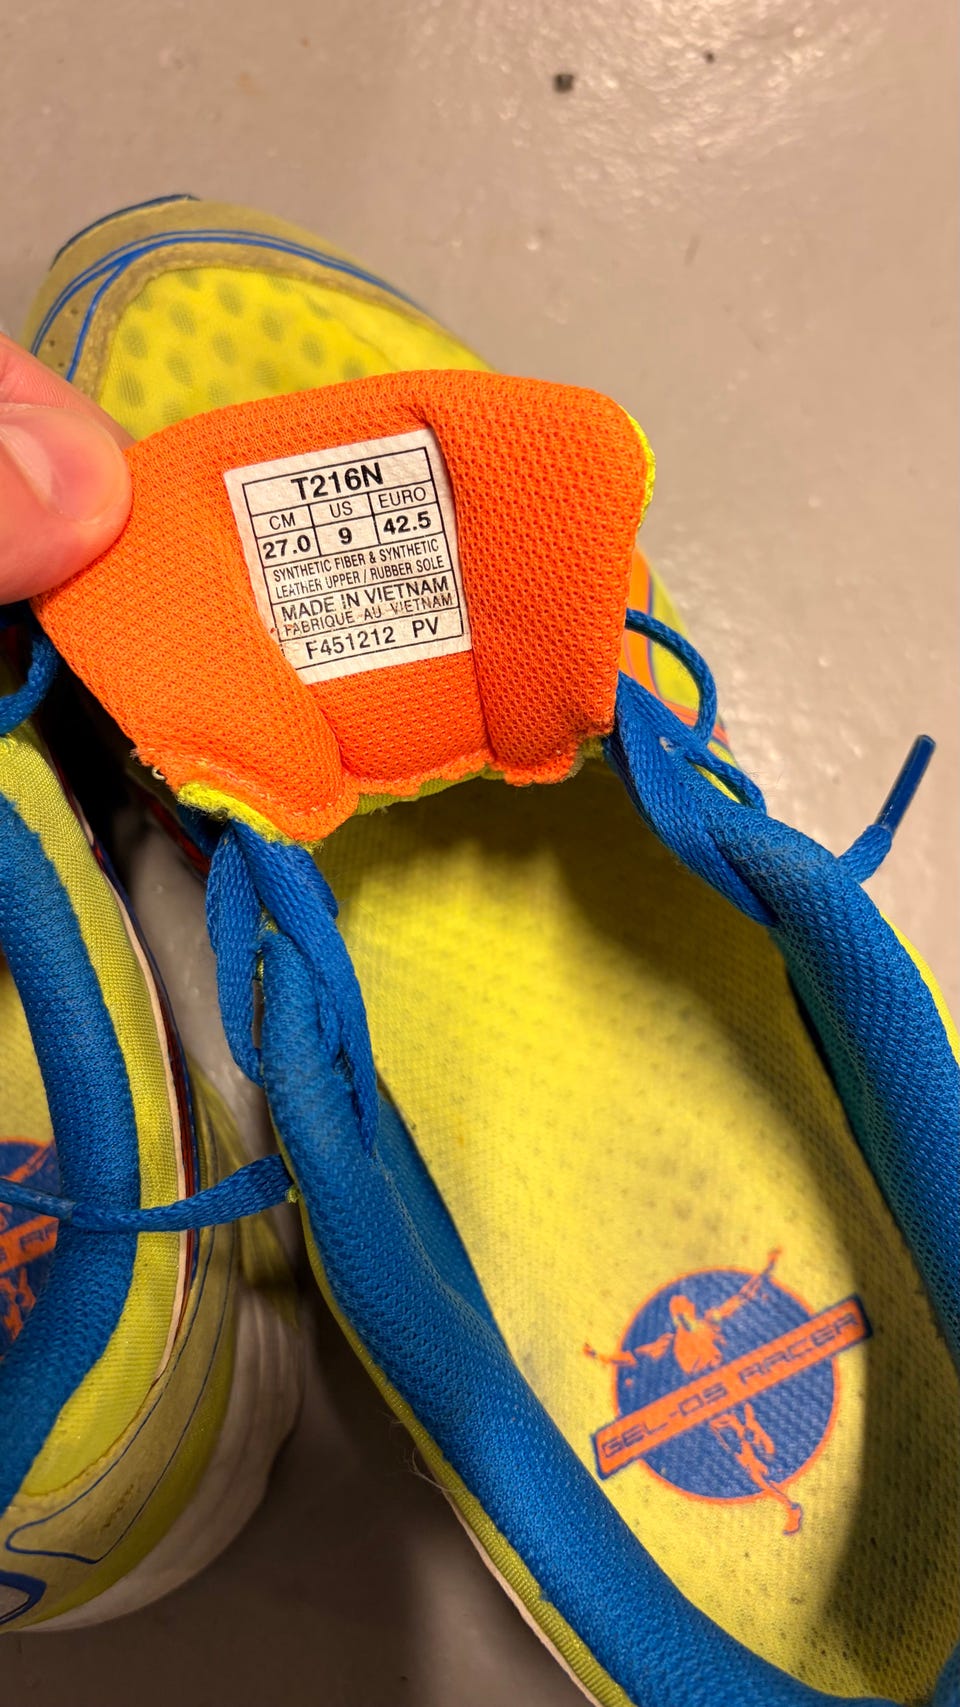 T216N
CM US EURO
27.0 9 42.5
SYNTHETIC FIBER & SYNTHETIC
LEATHER UPPER / RUBBER SOLE
MADE IN VIETNAM
FABRIQUE AU VIETNAM
F451212 PV
GEL-DS RACER